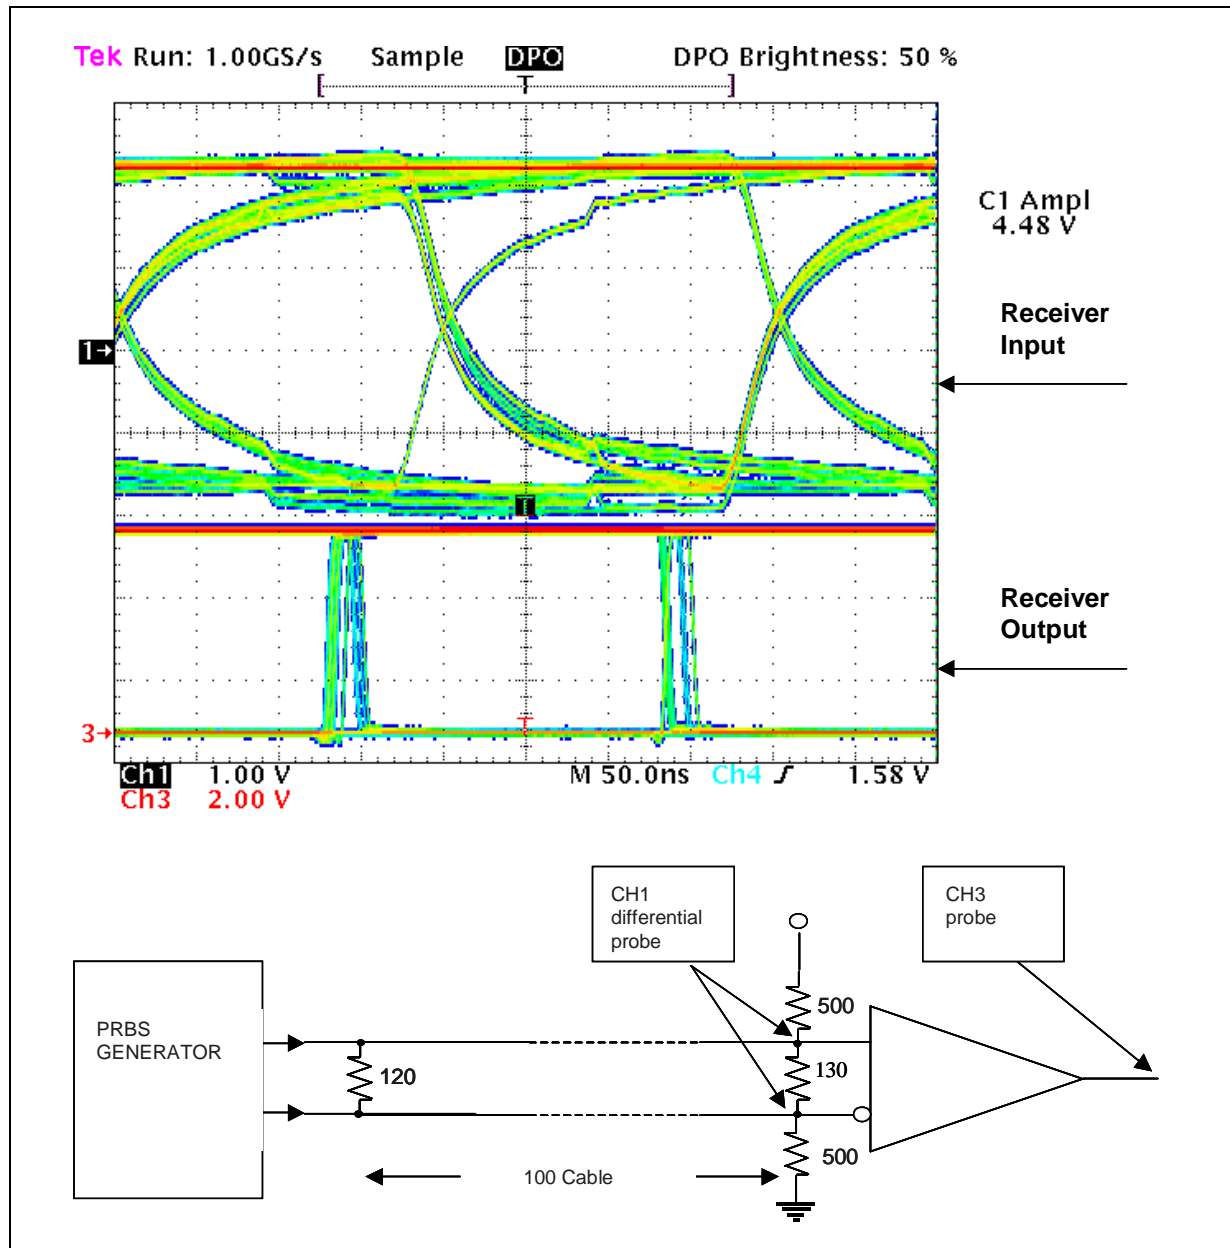 Tek Run: 1.00GS/s Sample DPO DPO Brightness: 50 %
T
C1 Ampl
4.48 V
Receiver
Input
1→
T
Receiver
Output
3→
T
Ch1 1.00 V M 50.0ns Ch4 1.58 V
Ch3 2.00 V
CH1
differential
probe
CH3
probe
PRBS
GENERATOR
500
120
130
500
100 Cable